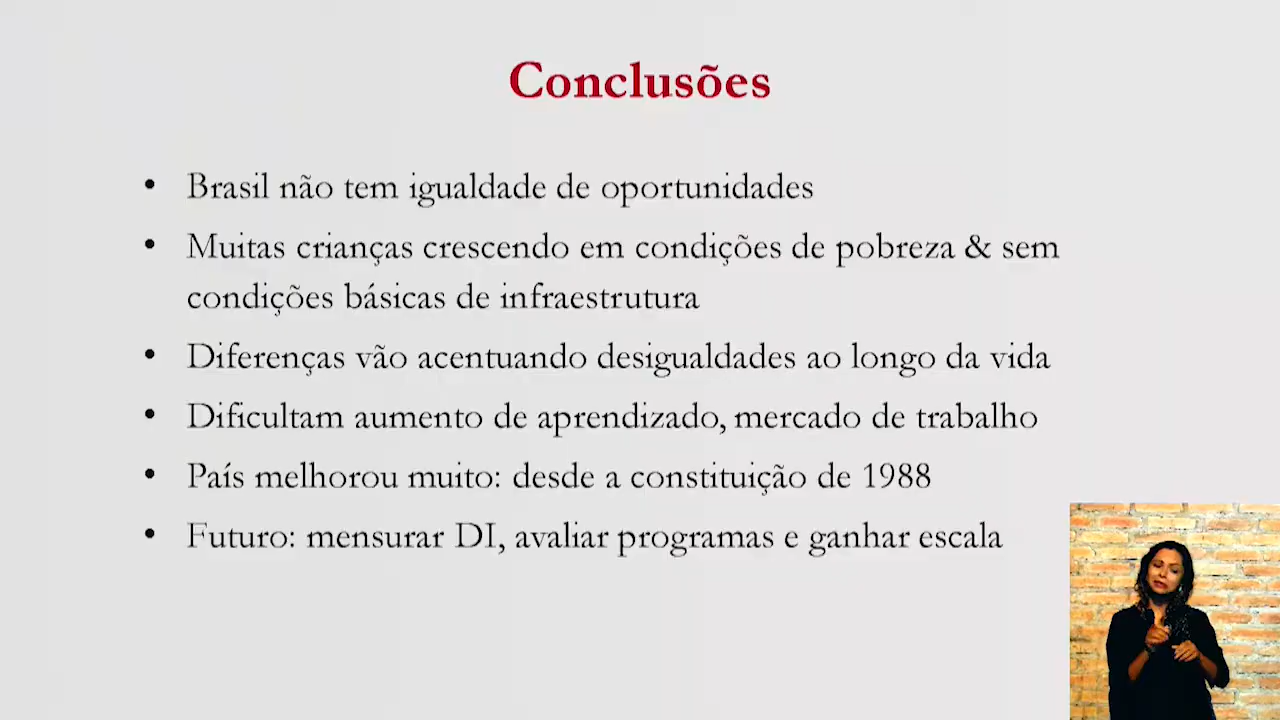 Conclusões
• Brasil não tem igualdade de oportunidades
• Muitas crianças crescendo em condições de pobreza & sem
condições básicas de infraestrutura
• Diferenças vão acentuando desigualdades ao longo da vida
• Dificultam aumento de aprendizado, mercado de trabalho
• País melhorou muito: desde a constituição de 1988
• Futuro: mensurar DI, avaliar programas e ganhar escala